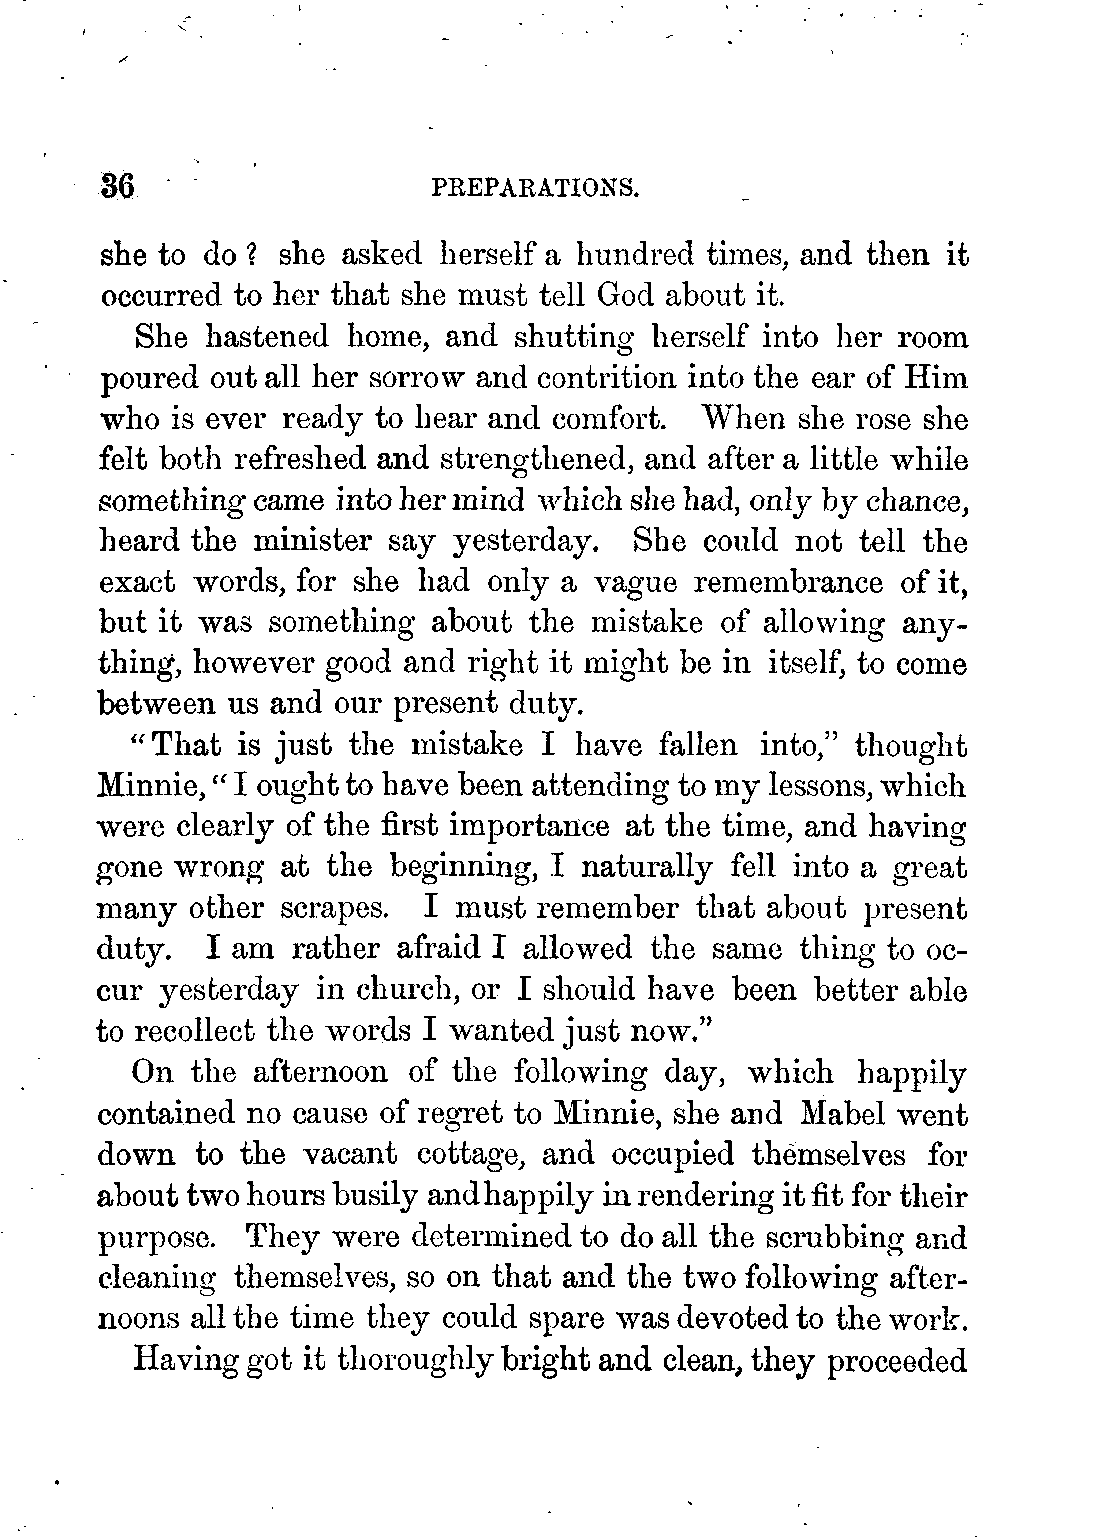 36 PREPARATIONS.
she to do? she asked herself a hundred times, and then it
occurred to her that she must tell God about it.
She hastened home, and shutting herself into her room
poured out all her sorrow and contrition into the ear of Him
who is ever ready to hear and comfort. When she rose she
felt both refreshed and strengthened, and after a little while
something came into her mind which she had, only by chance,
heard the minister say yesterday. She could not tell the
exact words, for she had only a vague remembrance of it,
but it was something about the mistake of allowing any-
thing, however good and right it might be in itself, to come
between us and our present duty.
“That is just the mistake I have fallen into,” thought
Minnie, “I ought to have been attending to my lessons, which
were clearly of the first importance at the time, and having
gone wrong at the beginning, I naturally fell into a great
many other scrapes. I must remember that about present
duty. I am rather afraid I allowed the same thing to oc-
cur yesterday in church, or I should have been better able
to recollect the words I wanted just now.”
On the afternoon of the following day, which happily
contained no cause of regret to Minnie, she and Mabel went
down to the vacant cottage, and occupied themselves for
about two hours busily and happily in rendering it fit for their
purpose. They were determined to do all the scrubbing and
cleaning themselves, so on that and the two following after-
noons all the time they could spare was devoted to the work.
Having got it thoroughly bright and clean, they proceeded